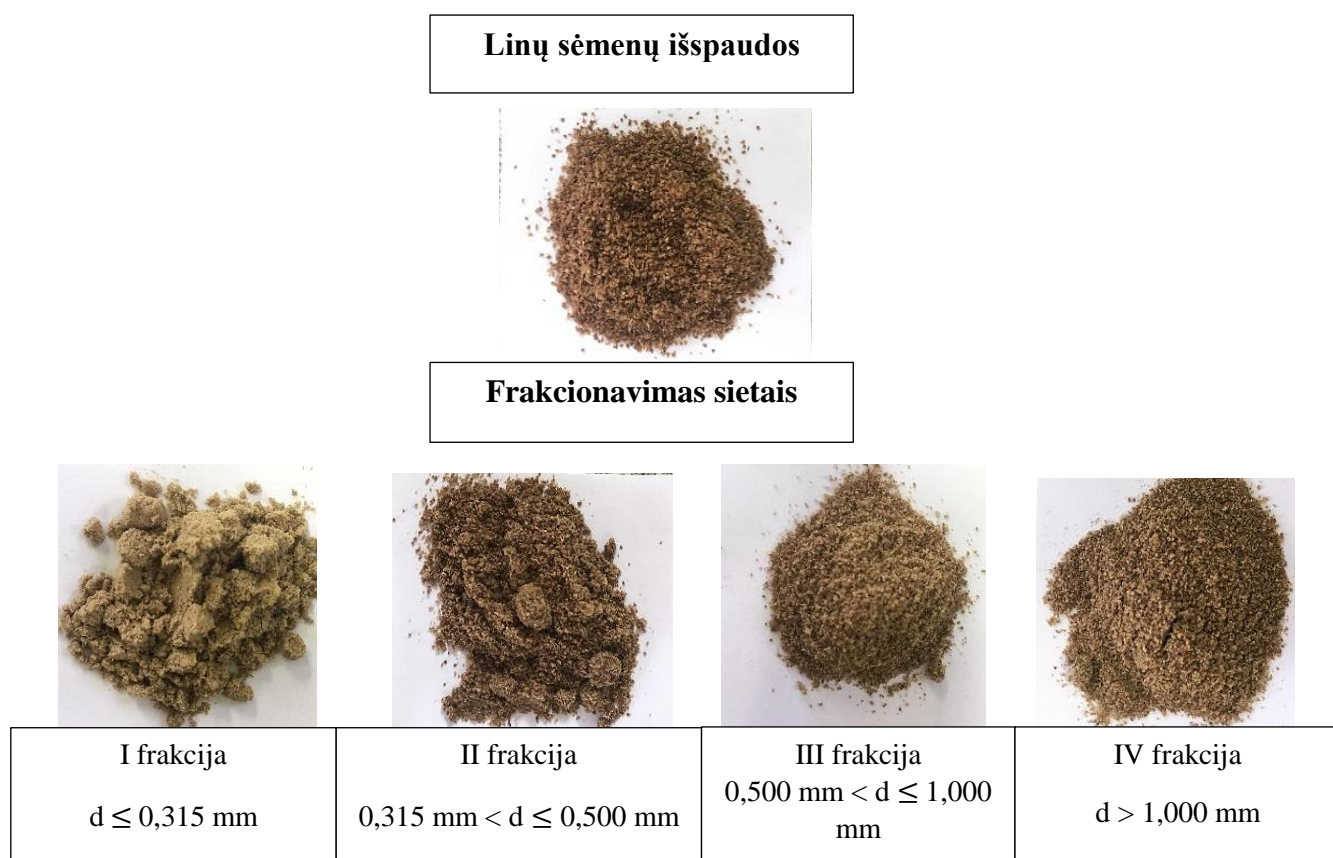 Linų sėmenų išspaudos
Frakcionavimas sietais
I frakcija
d ≤ 0,315 mm
II frakcija
0,315 mm < d ≤ 0,500 mm
III frakcija
0,500 mm < d ≤ 1,000
mm
IV frakcija
d > 1,000 mm